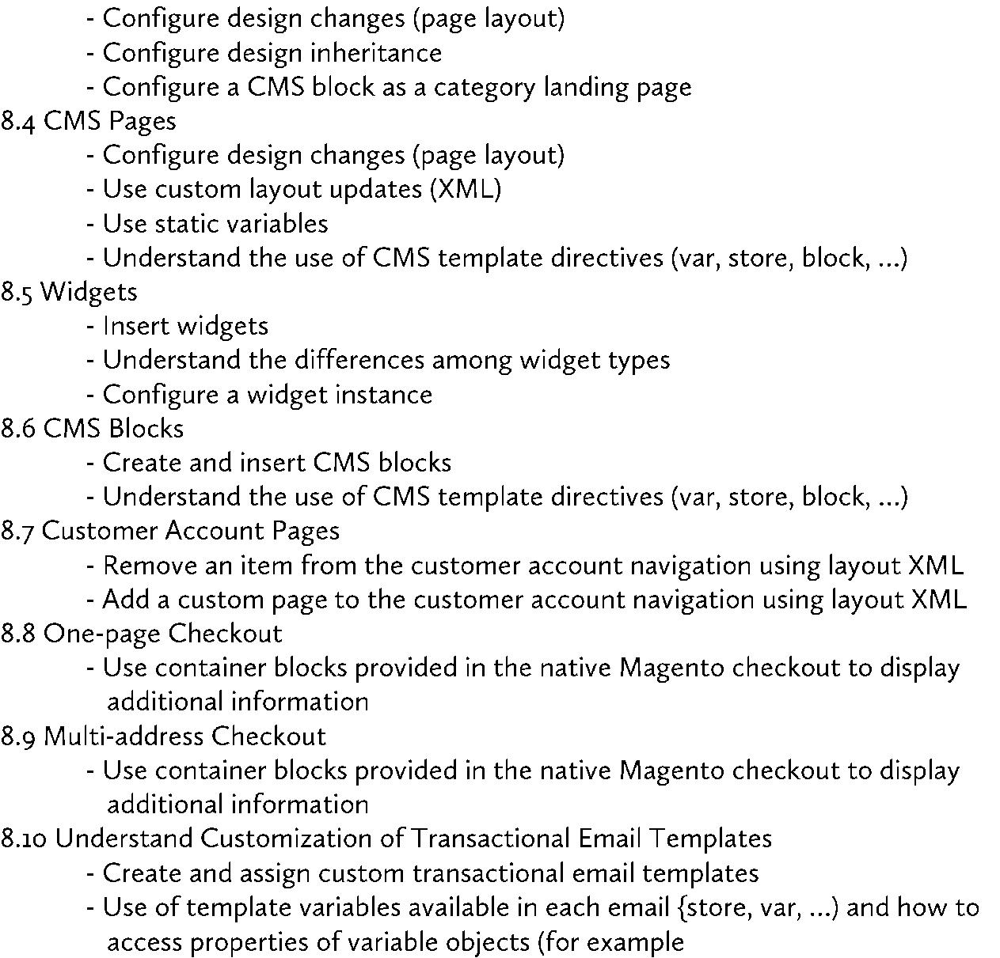 - Configure design changes (page layout)
- Configure design inheritance
- Configure a CMS block as a category landing page
8.4 CMS Pages
- Configure design changes (page layout)
- Use custom layout updates (XML)
- Use static variables
- Understand the use of CMS template directives (var, store, block, ...)
8.5 Widgets
- Insert widgets
- Understand the differences among widget types
- Configure a widget instance
8.6 CMS Blocks
- Create and insert CMS blocks
- Understand the use of CMS template directives (var, store, block, ...)
8.7 Customer Account Pages
- Remove an item from the customer account navigation using layout XML
- Add a custom page to the customer account navigation using layout XML
8.8 One-page Checkout
- Use container blocks provided in the native Magento checkout to display
additional information
8.9 Multi-address Checkout
- Use container blocks provided in the native Magento checkout to display
additional information
8.10 Understand Customization of Transactional Email Templates
- Create and assign custom transactional email templates
- Use of template variables available in each email {store, var, ...) and how to
access properties of variable objects (for example